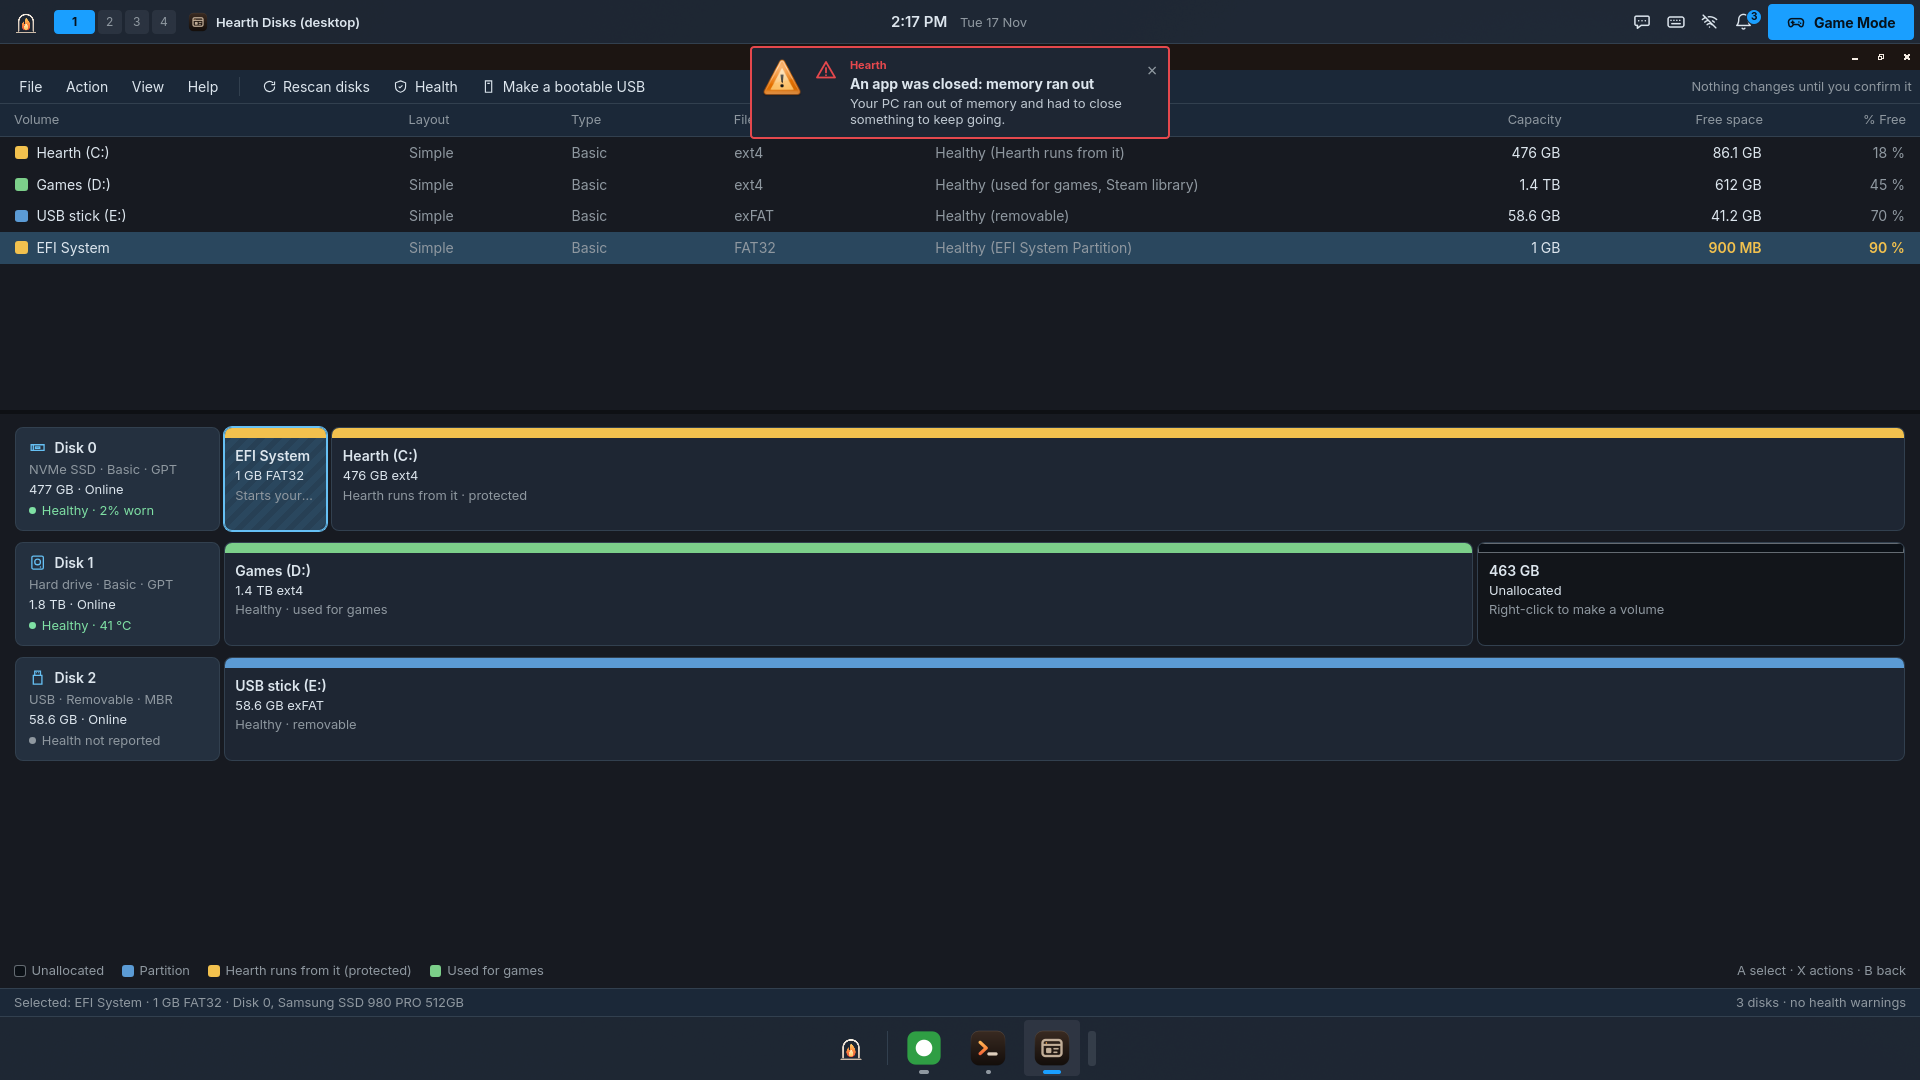 1 2 3 4 Hearth Disks (desktop) 2:17 PM Tue 17 Nov 3 Game Mode
Hearth
An app was closed: memory ran out
Your PC ran out of memory and had to close
something to keep going.
File Action View Help Rescan disks Health Make a bootable USB Nothing changes until you confirm it
Volume Layout Type Capacity Free space % Free
Hearth (C:) Simple Basic ext4 Healthy (Hearth runs from it) 476 GB 86.1 GB 18 %
Games (D:) Simple Basic ext4 Healthy (used for games, Steam library) 1.4 TB 612 GB 45 %
USB stick (E:) Simple Basic exFAT Healthy (removable) 58.6 GB 41.2 GB 70 %
EFI System Simple Basic FAT32 Healthy (EFI System Partition) 1 GB 900 MB 90 %
Disk 0
NVMe SSD · Basic · GPT
477 GB · Online
Healthy · 2% worn
EFI System
1 GB FAT32
Starts your...
Hearth (C:)
476 GB ext4
Hearth runs from it · protected
Disk 1
Hard drive · Basic · GPT
1.8 TB · Online
Healthy · 41 °C
Games (D:)
1.4 TB ext4
Healthy · used for games
463 GB
Unallocated
Right-click to make a volume
Disk 2
USB · Removable · MBR
58.6 GB · Online
Health not reported
USB stick (E:)
58.6 GB exFAT
Healthy · removable
Unallocated Partition Hearth runs from it (protected) Used for games A select · X actions · B back
Selected: EFI System · 1 GB FAT32 · Disk 0, Samsung SSD 980 PRO 512GB 3 disks · no health warnings